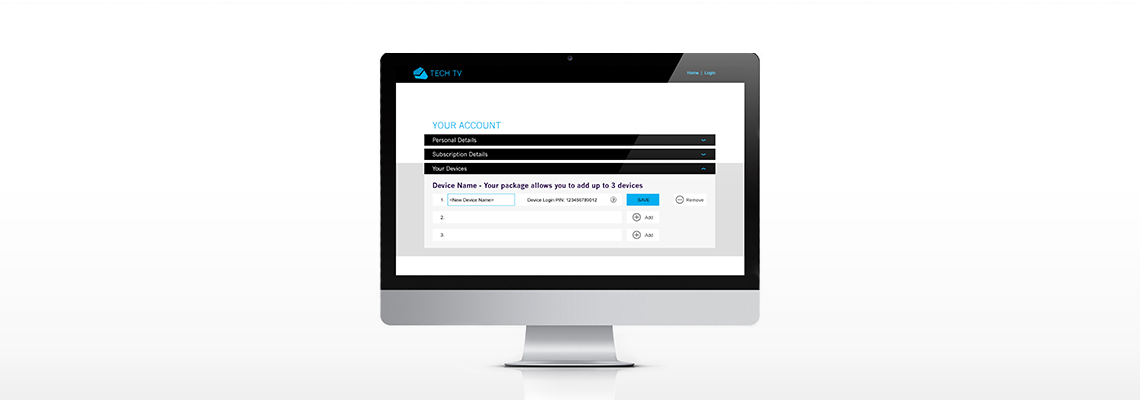 TECH TV
Home | Login
YOUR ACCOUNT
Personal Details
Subscription Details
Your Devices
Device Name - Your package allows you to add up to 3 devices
1. <New Device Name> Device Login PIN: 123456789012 SAVE Remove
2. Add
3. Add